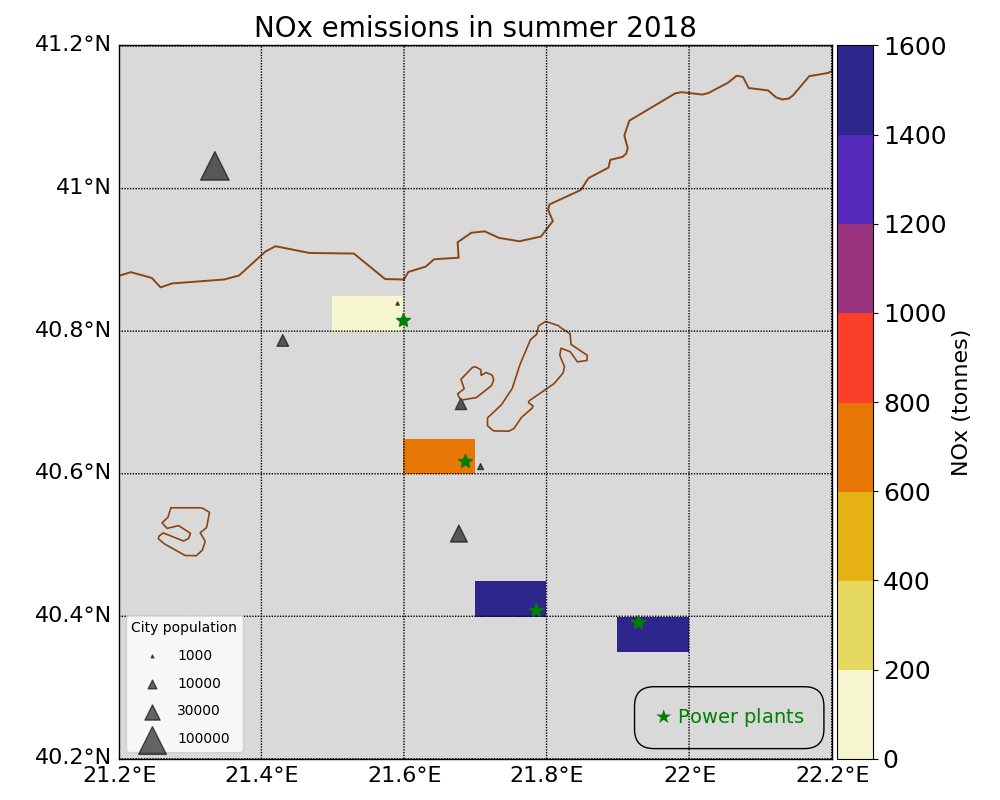 NOx emissions in summer 2018
41.2°N
41°N
40.8°N
40.6°N
40.4°N
40.2°N
21.2°E
21.4°E
21.6°E
21.8°E
22°E
22.2°E
City population
1000
10000
30000
100000
Power plants
1600
1400
1200
1000
800
600
400
200
0
NOx (tonnes)